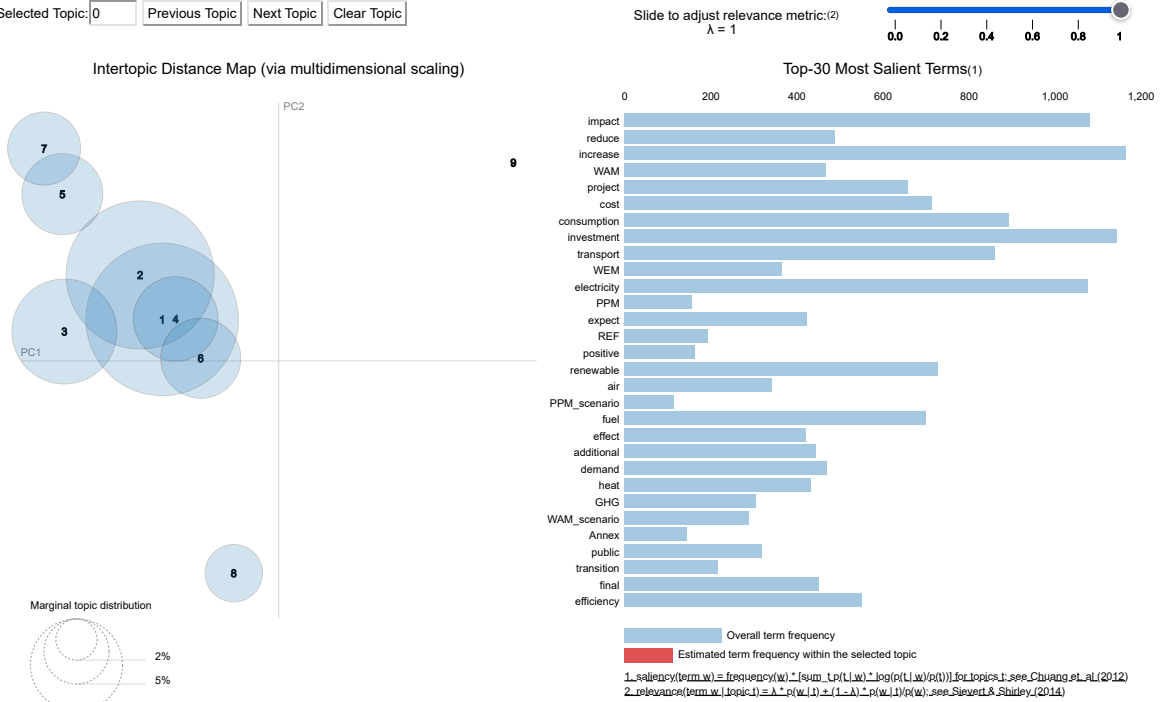 Selected Topic: 0 Previous Topic Next Topic Clear Topic
Slide to adjust relevance metric:(2)
λ = 1
0.0 0.2 0.4 0.6 0.8 1
Intertopic Distance Map (via multidimensional scaling)
PC2
PC1
7
5
9
2
1
4
3
6
8
Marginal topic distribution
2%
5%
Top-30 Most Salient Terms(1)
0 200 400 600 800 1,000 1,200
impact
reduce
increase
WAM
project
cost
consumption
investment
transport
WEM
electricity
PPM
expect
REF
positive
renewable
air
PPM_scenario
fuel
effect
additional
demand
heat
GHG
WAM_scenario
Annex
public
transition
final
efficiency
Overall term frequency
Estimated term frequency within the selected topic
1. saliency(term w) = frequency(w) * [sum_t p(t | w) * log(p(t | w)/p(t))] for topics t; see Chuang et. al (2012)
2. relevance(term w | topic t) = λ * p(w | t) + (1 - λ) * p(w | t)/p(w); see Sievert & Shirley (2014)